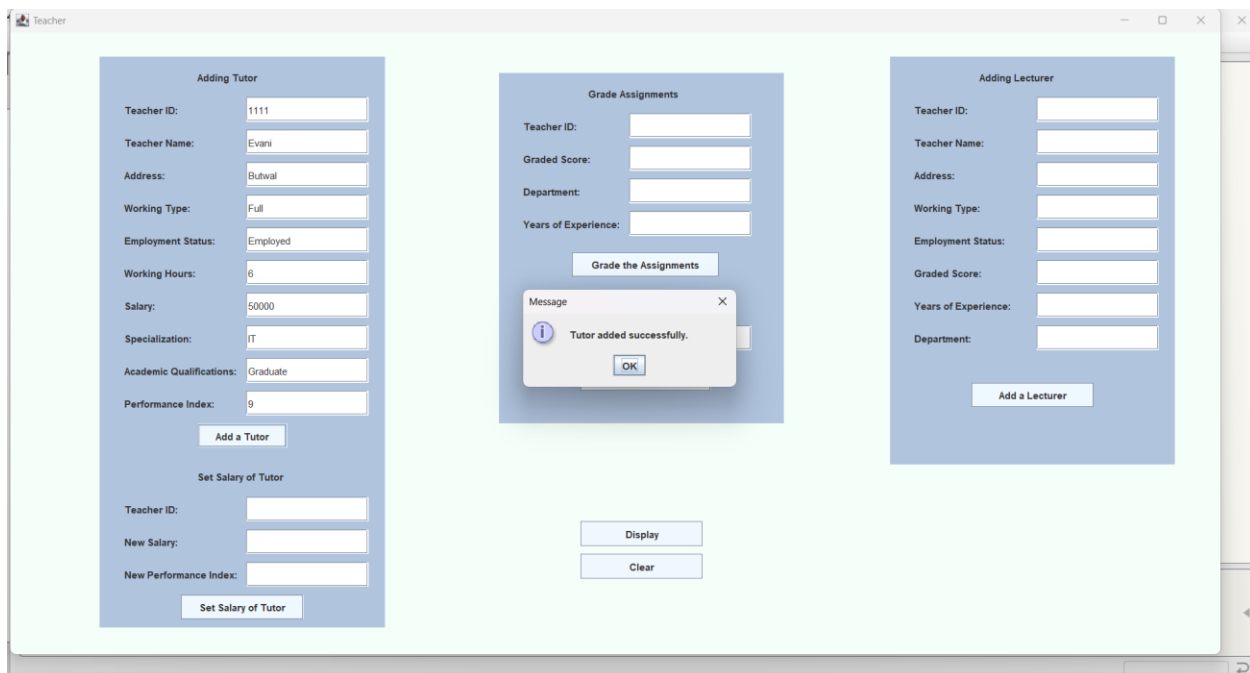 Teacher
Adding Tutor
Teacher ID: 1111
Teacher Name: Evani
Address: Butwal
Working Type: Full
Employment Status: Employed
Working Hours: 6
Salary: 50000
Specialization: IT
Academic Qualifications: Graduate
Performance Index: 9
Add a Tutor
Set Salary of Tutor
Teacher ID:
New Salary:
New Performance Index:
Set Salary of Tutor
Grade Assignments
Teacher ID:
Graded Score:
Department:
Years of Experience:
Grade the Assignments
Message
Tutor added successfully.
OK
Display
Clear
Adding Lecturer
Teacher ID:
Teacher Name:
Address:
Working Type:
Employment Status:
Graded Score:
Years of Experience:
Department:
Add a Lecturer